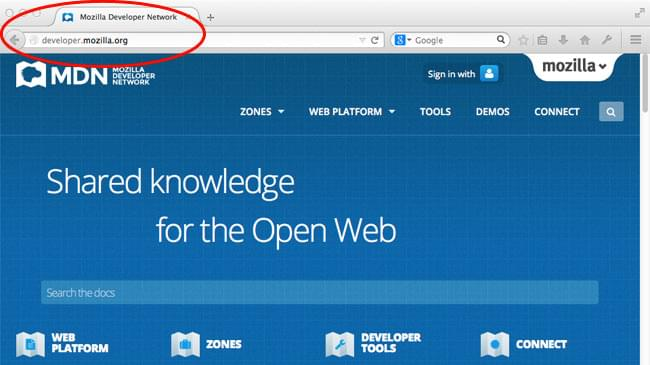 Mozilla Developer Network
developer.mozilla.org
Google
MDN MOZILLA DEVELOPER NETWORK
Sign in with
mozilla
ZONES WEB PLATFORM TOOLS DEMOS CONNECT
Shared knowledge
for the Open Web
Search the docs
WEB PLATFORM
ZONES
DEVELOPER TOOLS
CONNECT